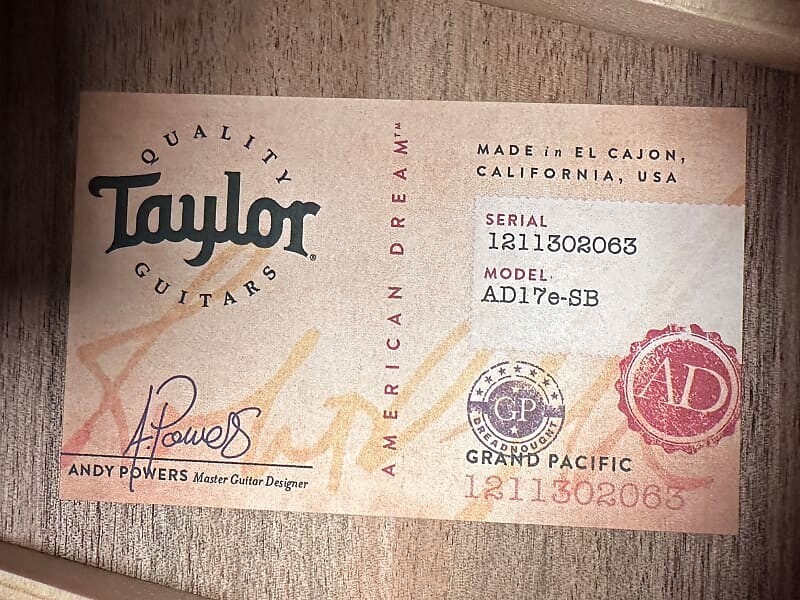 QUALITY
Taylor®
GUITARS
A.Powers
ANDY POWERS Master Guitar Designer
AMERICAN DREAM™
MADE in EL CAJON,
CALIFORNIA, USA
SERIAL
1211302063
MODEL
AD17e-SB
GP
DREADNOUGHT
AD
GRAND PACIFIC
1211302063